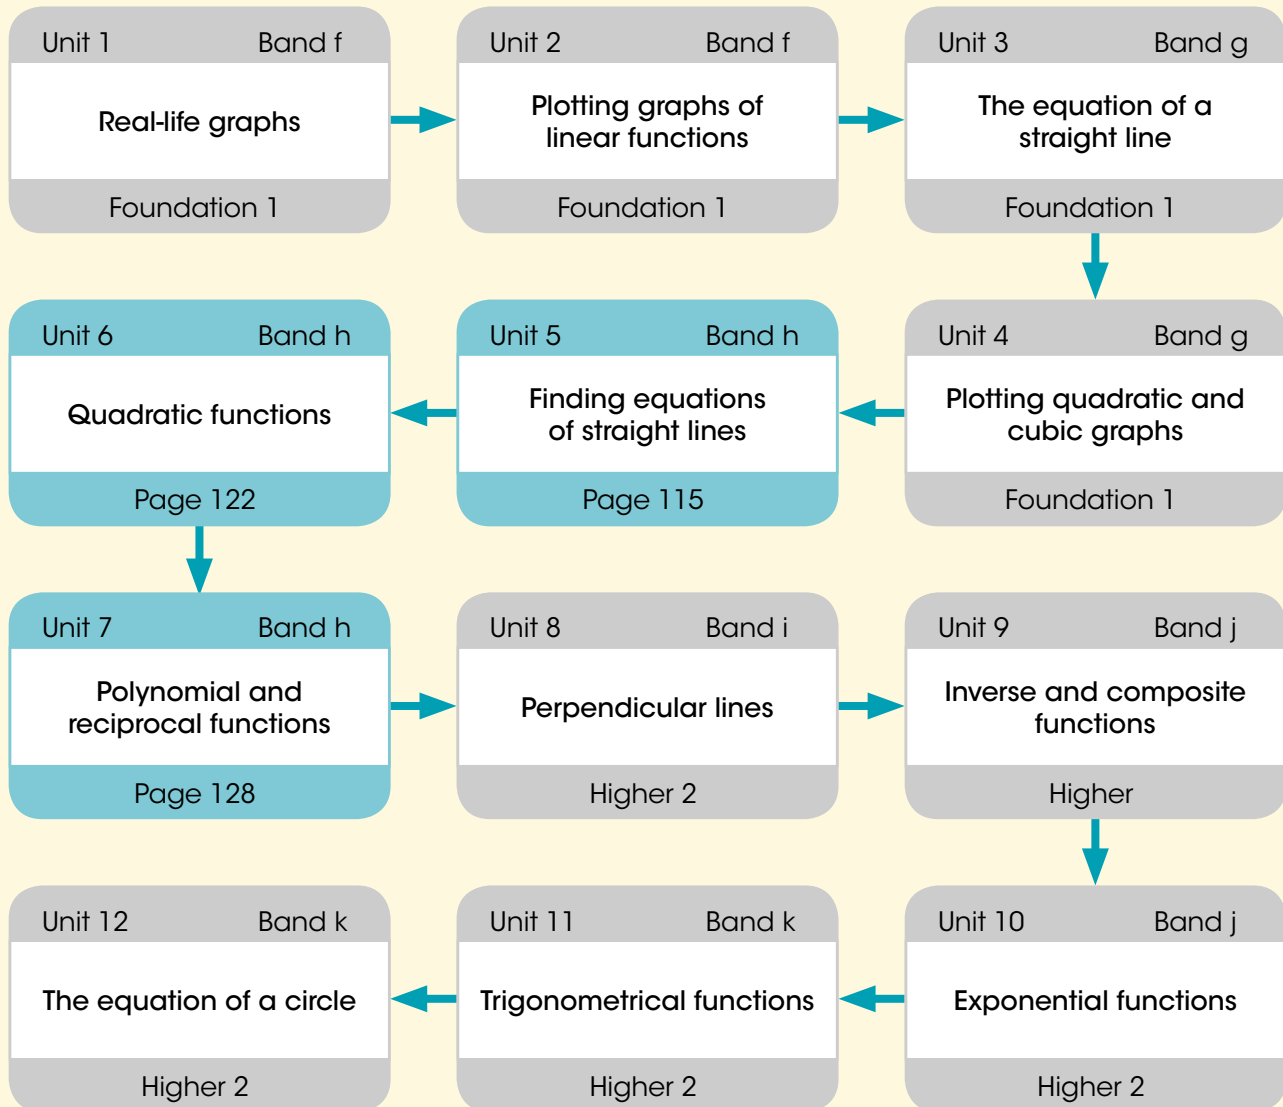 Unit 1 Band f
Real-life graphs
Foundation 1
Unit 2 Band f
Plotting graphs of
linear functions
Foundation 1
Unit 3 Band g
The equation of a
straight line
Foundation 1
Unit 4 Band g
Plotting quadratic and
cubic graphs
Foundation 1
Unit 5 Band h
Finding equations
of straight lines
Page 115
Unit 6 Band h
Quadratic functions
Page 122
Unit 7 Band h
Polynomial and
reciprocal functions
Page 128
Unit 8 Band i
Perpendicular lines
Higher 2
Unit 9 Band j
Inverse and composite
functions
Higher
Unit 10 Band j
Exponential functions
Higher 2
Unit 11 Band k
Trigonometrical functions
Higher 2
Unit 12 Band k
The equation of a circle
Higher 2